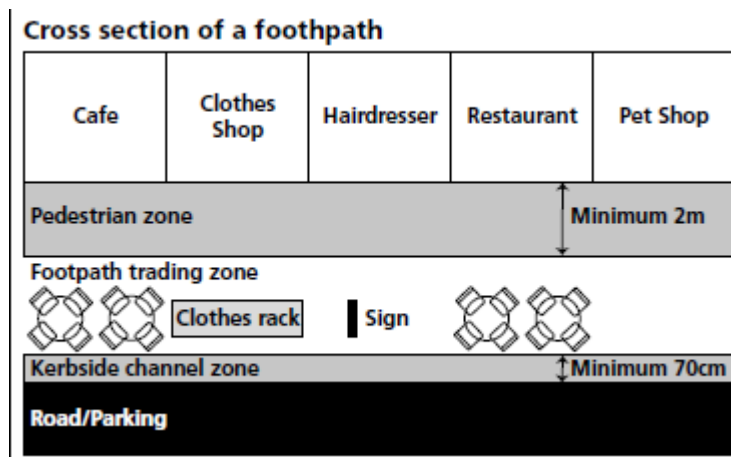 Cross section of a footpath
Cafe
Clothes
Shop
Hairdresser
Restaurant
Pet Shop
Pedestrian zone
Minimum 2m
Footpath trading zone
Clothes rack
Sign
Kerbside channel zone
Minimum 70cm
Road/Parking